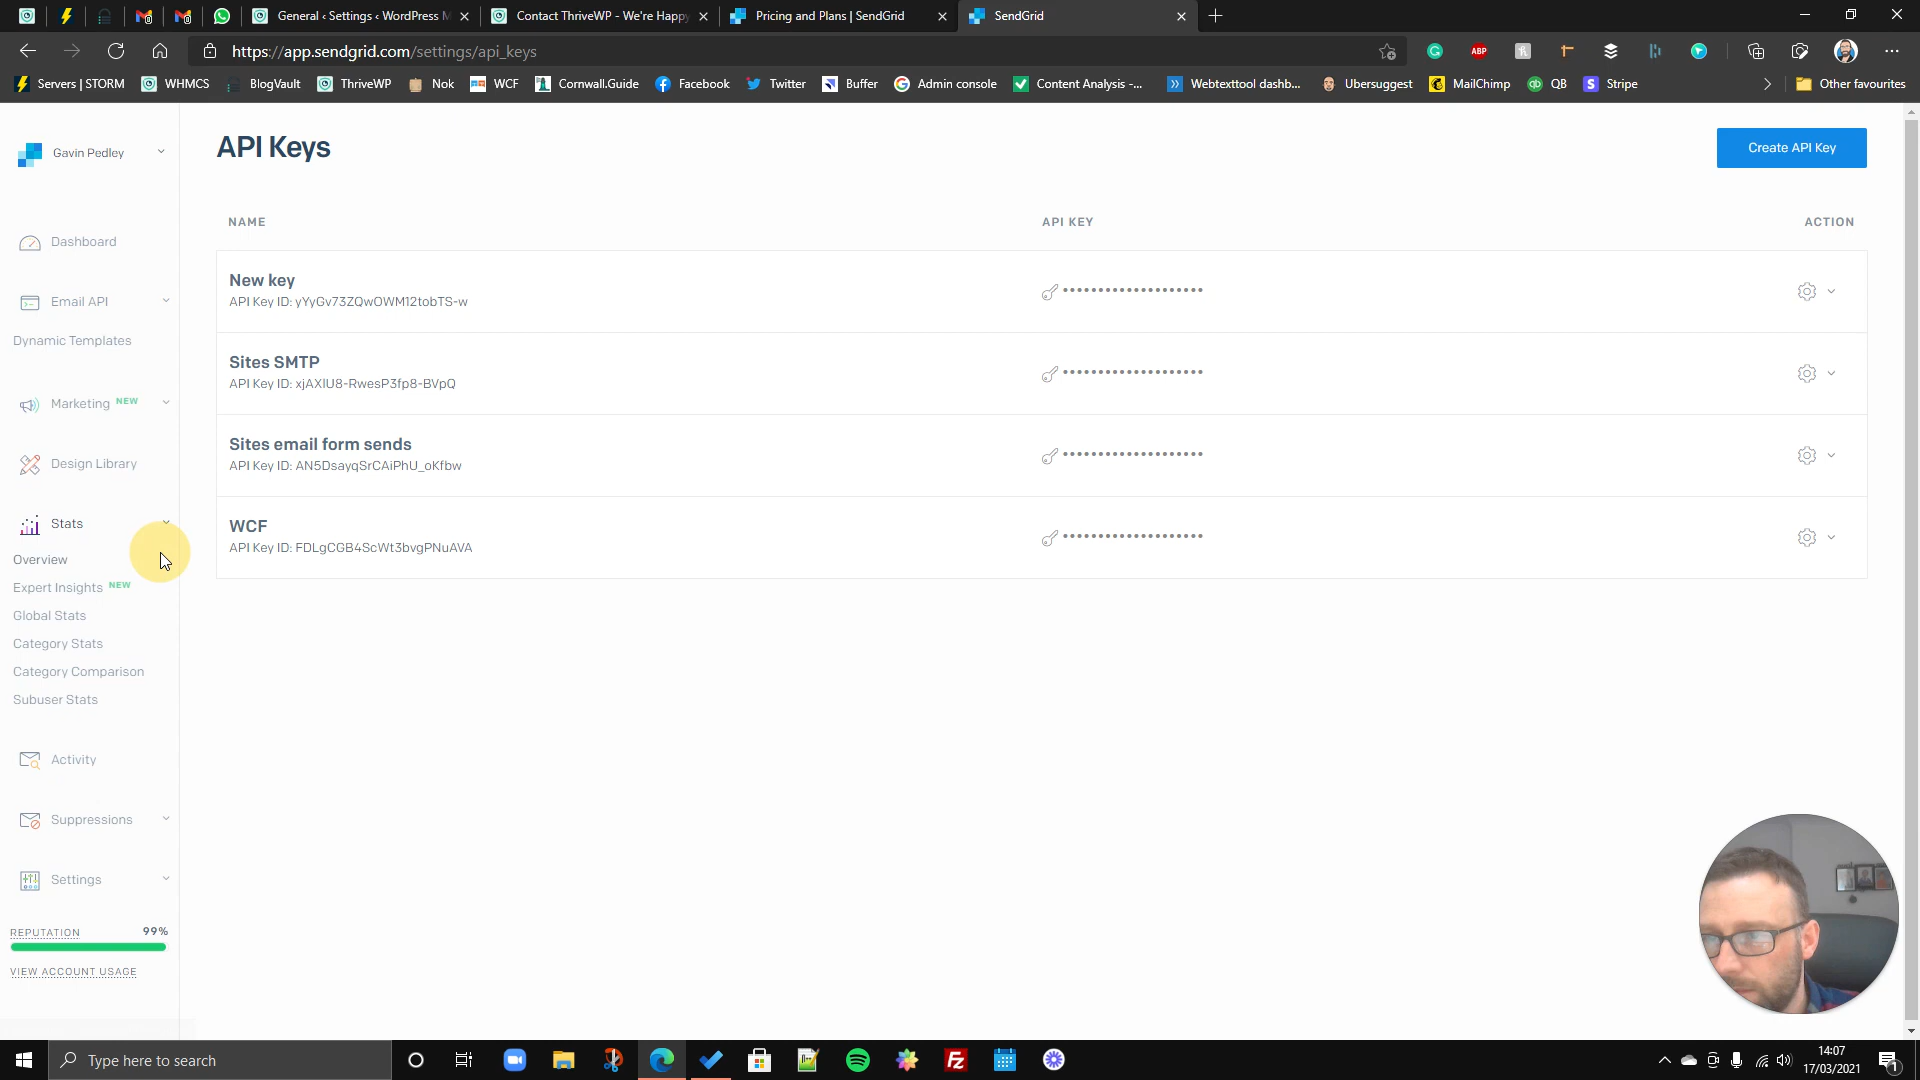 General ‹ Settings ‹ WordPress M
Contact ThriveWP - We're Happy
Pricing and Plans | SendGrid
SendGrid
https://app.sendgrid.com/settings/api_keys
ABP
Servers | STORM
WHMCS
BlogVault
ThriveWP
Nok
WCF
Cornwall.Guide
Facebook
Twitter
Buffer
Admin console
Content Analysis -...
Webtexttool dashb...
Ubersuggest
MailChimp
QB
Stripe
Other favourites
Gavin Pedley
API Keys
Create API Key
NAME
API KEY
ACTION
Dashboard
Email API
Dynamic Templates
Marketing NEW
Design Library
Stats
Overview
Expert Insights NEW
Global Stats
Category Stats
Category Comparison
Subuser Stats
Activity
Suppressions
Settings
REPUTATION 99%
VIEW ACCOUNT USAGE
New key
API Key ID: yYyGv73ZQwOWM12tobTS-w
Sites SMTP
API Key ID: xjAXIU8-RwesP3fp8-BVpQ
Sites email form sends
API Key ID: AN5DsayqSrCAiPhU_oKfbw
WCF
API Key ID: FDLgCGB4ScWt3bvgPNuAVA
Type here to search
14:07
17/03/2021
1